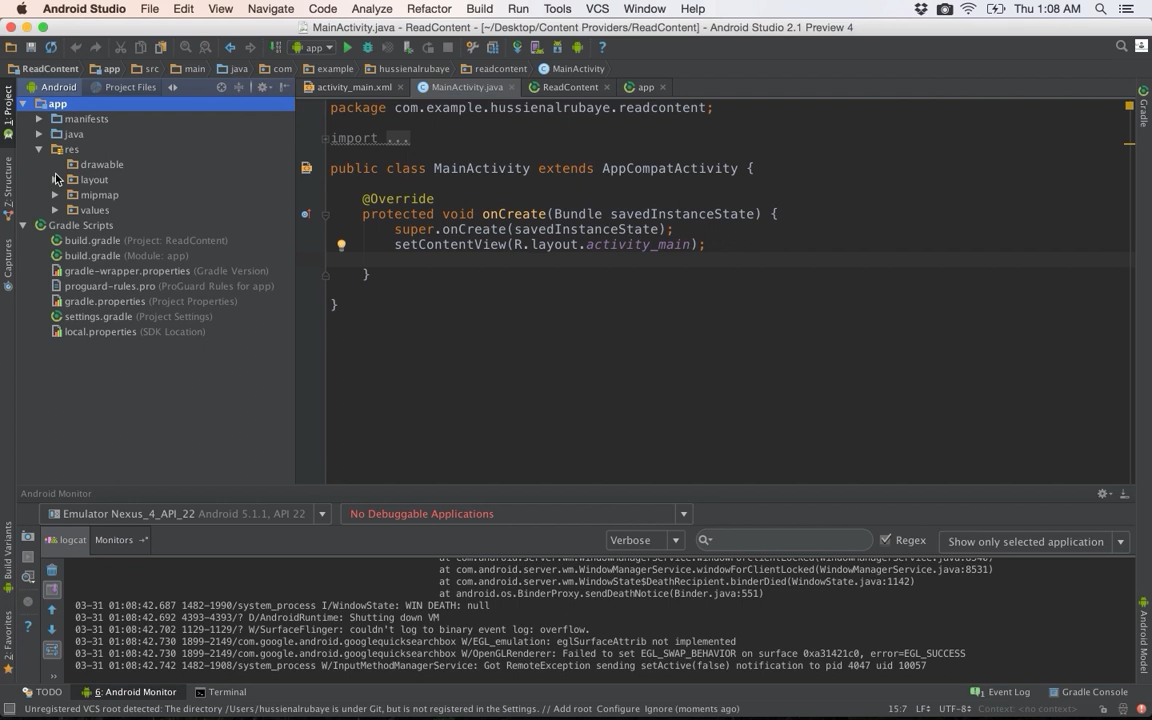 Android Studio File Edit View Navigate Code Analyze Refactor Build Run Tools VCS Window Help Thu 1:08 AM
MainActivity.java - ReadContent - [~/Desktop/Content Providers/ReadContent] - Android Studio 2.1 Preview 4
app
ReadContent app src main java com example hussienalrubaye readcontent MainActivity
Android Project Files
activity_main.xml MainActivity.java ReadContent app
1: Project
Z: Structure
Captures
Build Variants
2: Favorites
Gradle
Android Model
app
manifests
java
res
drawable
layout
mipmap
values
Gradle Scripts
build.gradle (Project: ReadContent)
build.gradle (Module: app)
gradle-wrapper.properties (Gradle Version)
proguard-rules.pro (ProGuard Rules for app)
gradle.properties (Project Properties)
settings.gradle (Project Settings)
local.properties (SDK Location)
package com.example.hussienalrubaye.readcontent;
import ...
public class MainActivity extends AppCompatActivity {
@Override
protected void onCreate(Bundle savedInstanceState) {
super.onCreate(savedInstanceState);
setContentView(R.layout.activity_main);
}
}
Android Monitor
Emulator Nexus_4_API_22 Android 5.1.1, API 22 No Debuggable Applications
logcat Monitors Verbose Regex Show only selected application
at com.android.server.wm.WindowManagerService.windowForClientLocked(WindowManagerService.java:8531)
at com.android.server.wm.WindowState$DeathRecipient.binderDied(WindowState.java:1142)
at android.os.BinderProxy.sendDeathNotice(Binder.java:551)
03-31 01:08:42.687 1482-1990/system_process I/WindowState: WIN DEATH: null
03-31 01:08:42.692 4393-4393/? D/AndroidRuntime: Shutting down VM
03-31 01:08:42.702 1129-1129/? W/SurfaceFlinger: couldn't log to binary event log: overflow.
03-31 01:08:42.730 1899-2149/com.google.android.googlequicksearchbox W/EGL_emulation: eglSurfaceAttrib not implemented
03-31 01:08:42.730 1899-2149/com.google.android.googlequicksearchbox W/OpenGLRenderer: Failed to set EGL_SWAP_BEHAVIOR on surface 0xa31421c0, error=EGL_SUCCESS
03-31 01:08:42.742 1482-1908/system_process W/InputMethodManagerService: Got RemoteException sending setActive(false) notification to pid 4047 uid 10057
TODO 6: Android Monitor Terminal 1 Event Log Gradle Console
Unregistered VCS root detected: The directory /Users/hussienalrubaye is under Git, but is not registered in the Settings. // Add root Configure Ignore (moments ago) 15:7 LF÷ UTF-8÷ Context: <no context>